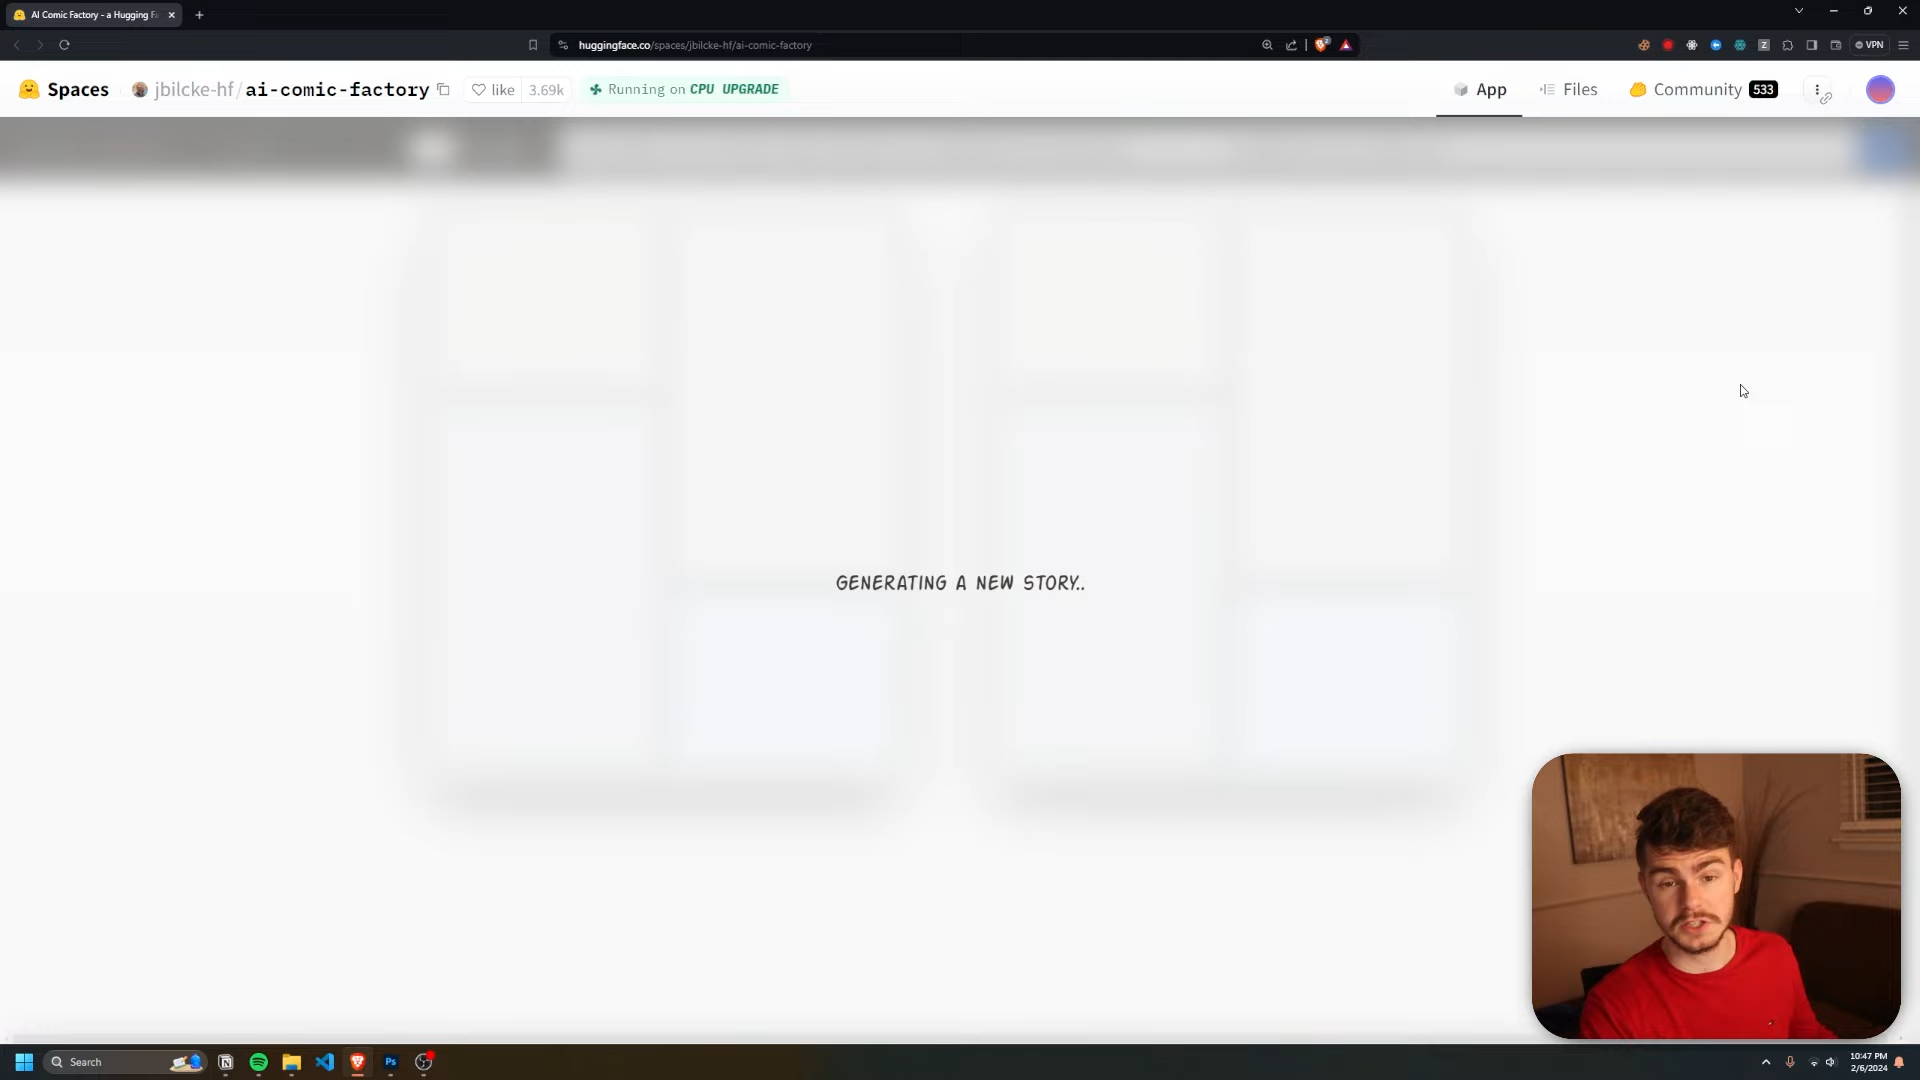 AI Comic Factory - a Hugging F
huggingface.co/spaces/jbilcke-hf/ai-comic-factory
VPN
Spaces
jbilcke-hf/ai-comic-factory
like 3.69k
Running on CPU UPGRADE
App
Files
Community 533
GENERATING A NEW STORY..
Search
Ps
10:47 PM
2/6/2024